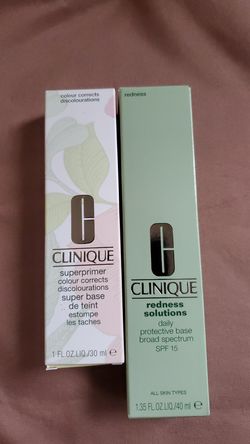 colour corrects
discolourations
CLINIQUE
superprimer
colour corrects
discolourations
super base
de teint
estompe
les taches
1 FL.OZ.LIQ./30 ml e
redness
CLINIQUE
redness
solutions
daily
protective base
broad spectrum
SPF 15
ALL SKIN TYPES
1.35 FL.OZ.LIQ./40 ml e